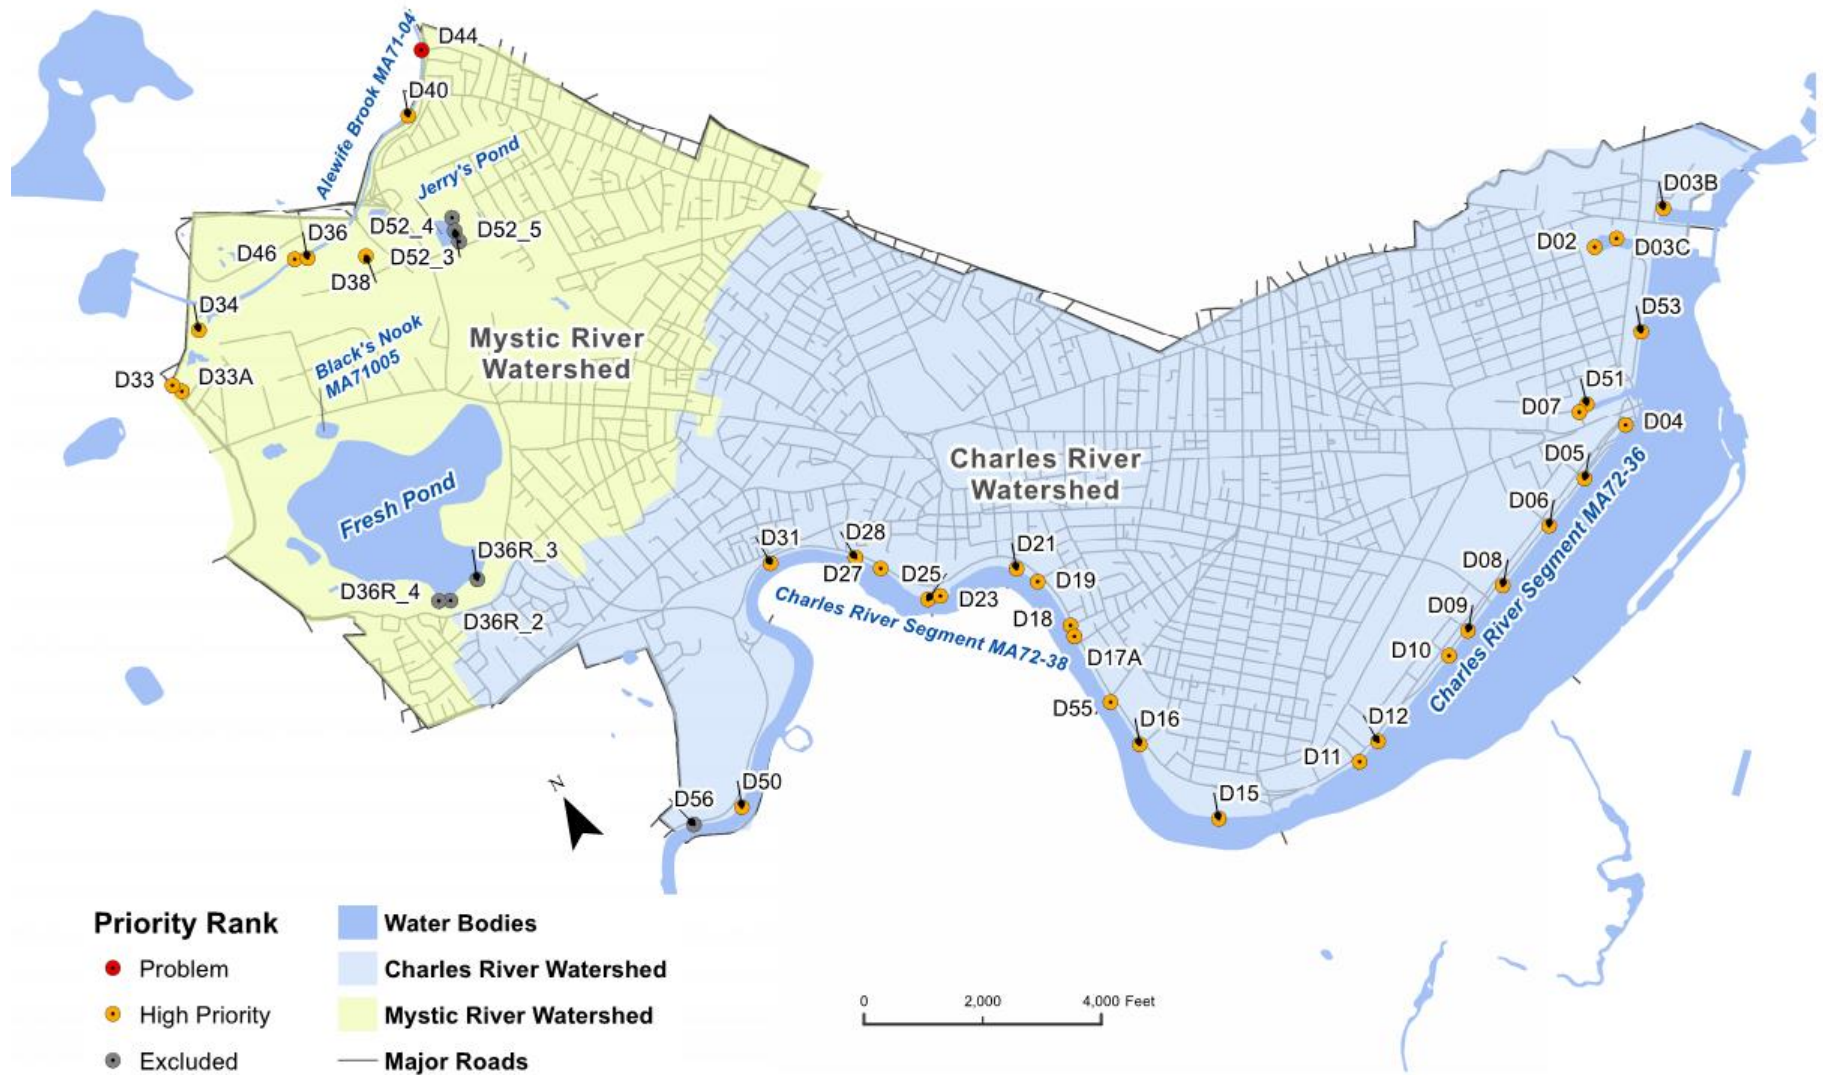 Alewife Brook MA71-04
D44
D40
Jerry's Pond
D52_4
D52_5
D52_3
D36
D46
D38
D34
D33
D33A
Black's Nook
MA71005
Mystic River
Watershed
Fresh Pond
D36R_3
D36R_4
D36R_2
D03B
D02
D03C
D53
D51
D07
D04
D05
D06
Charles River
Watershed
D31
D28
D27
D25
D23
D21
D19
D18
D17A
Charles River Segment MA72-38
D08
D09
D10
Charles River Segment MA72-36
D55
D16
D12
D11
D15
D50
D56
N
Priority Rank
Problem
High Priority
Excluded
Water Bodies
Charles River Watershed
Mystic River Watershed
Major Roads
0 2,000 4,000 Feet